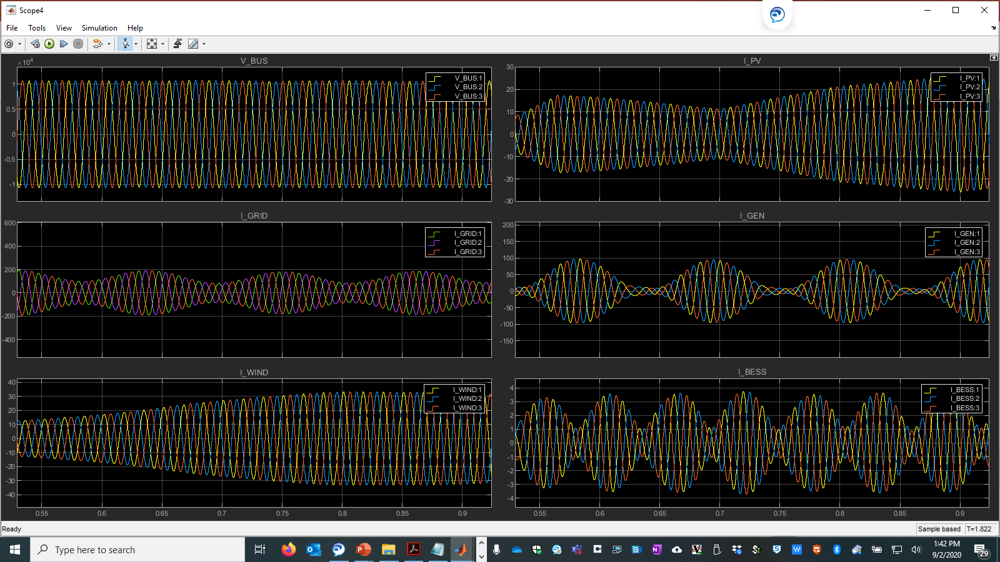 Scope4
File Tools View Simulation Help
V_BUS
×10⁴
1
0.5
0
-0.5
-1
V_BUS:1
V_BUS:2
V_BUS:3
I_PV
30
20
10
0
-10
-20
-30
I_PV:1
I_PV:2
I_PV:3
I_GRID
600
400
200
0
-200
-400
I_GRID:1
I_GRID:2
I_GRID:3
I_GEN
200
150
100
50
0
-50
-100
-150
I_GEN:1
I_GEN:2
I_GEN:3
I_WIND
40
30
20
10
0
-10
-20
-30
-40
I_WIND:1
I_WIND:2
I_WIND:3
0.55 0.6 0.65 0.7 0.75 0.8 0.85 0.9
I_BESS
4
3
2
1
0
-1
-2
-3
-4
I_BESS:1
I_BESS:2
I_BESS:3
0.55 0.6 0.65 0.7 0.75 0.8 0.85 0.9
Ready
Sample based T=1.822
Type here to search
1:42 PM
9/2/2020
29